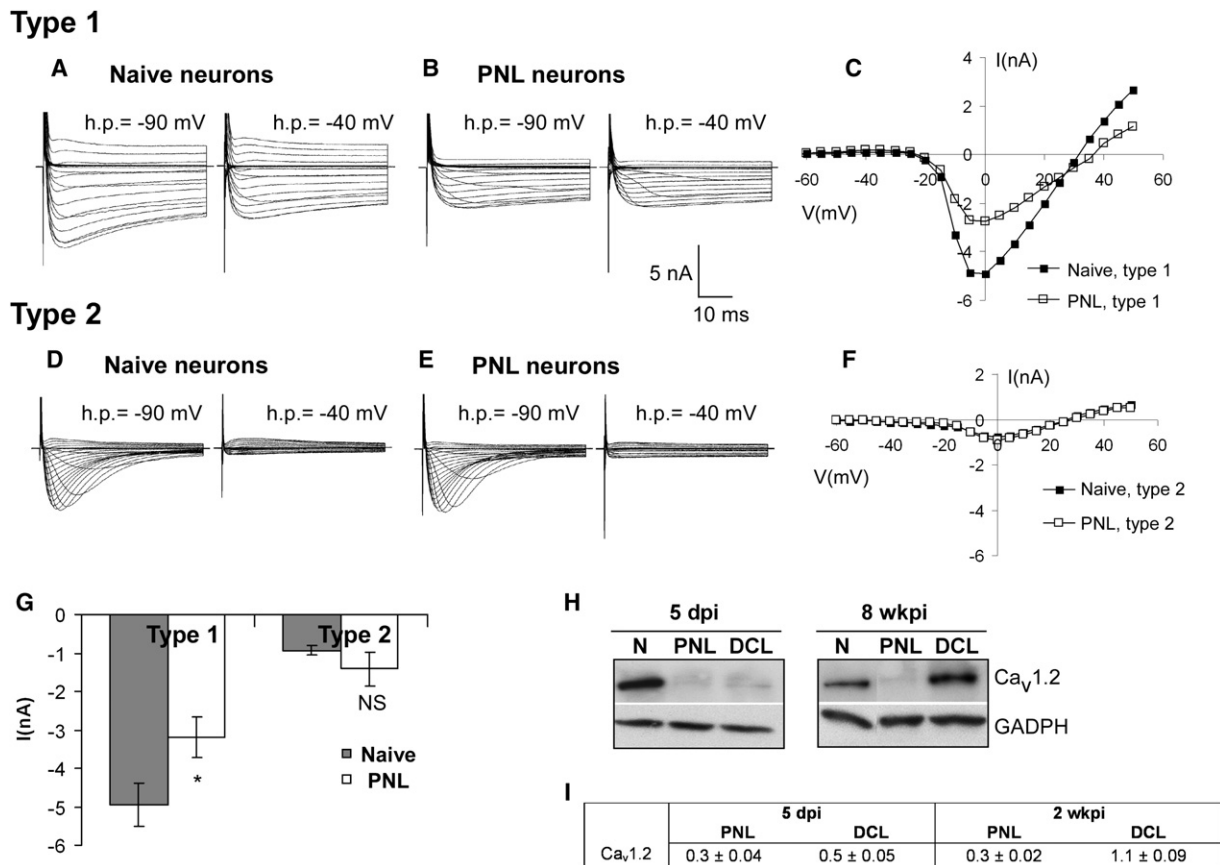 Type 1
A Naive neurons
B PNL neurons
C
h.p.= -90 mV h.p.= -40 mV
h.p.= -90 mV h.p.= -40 mV
5 nA
10 ms
I(nA)
4
2
0
-2
-4
-6
-60 -40 -20 0 20 40 60
V(mV)
Naive, type 1
PNL, type 1
Type 2
D Naive neurons
E PNL neurons
F
h.p.= -90 mV h.p.= -40 mV
h.p.= -90 mV h.p.= -40 mV
I(nA)
4
2
0
-2
-4
-6
-60 -40 -20 0 20 40 60
V(mV)
Naive, type 2
PNL, type 2
G
0
-1
-2
-3
-4
-5
-6
I(nA)
Type 1 Type 2
NS
*
Naive
PNL
H
5 dpi 8 wkpi
N PNL DCL N PNL DCL
Cav1.2
GADPH
I
5 dpi 2 wkpi
PNL DCL PNL DCL
Cav1.2 0.3 ± 0.04 0.5 ± 0.05 0.3 ± 0.02 1.1 ± 0.09